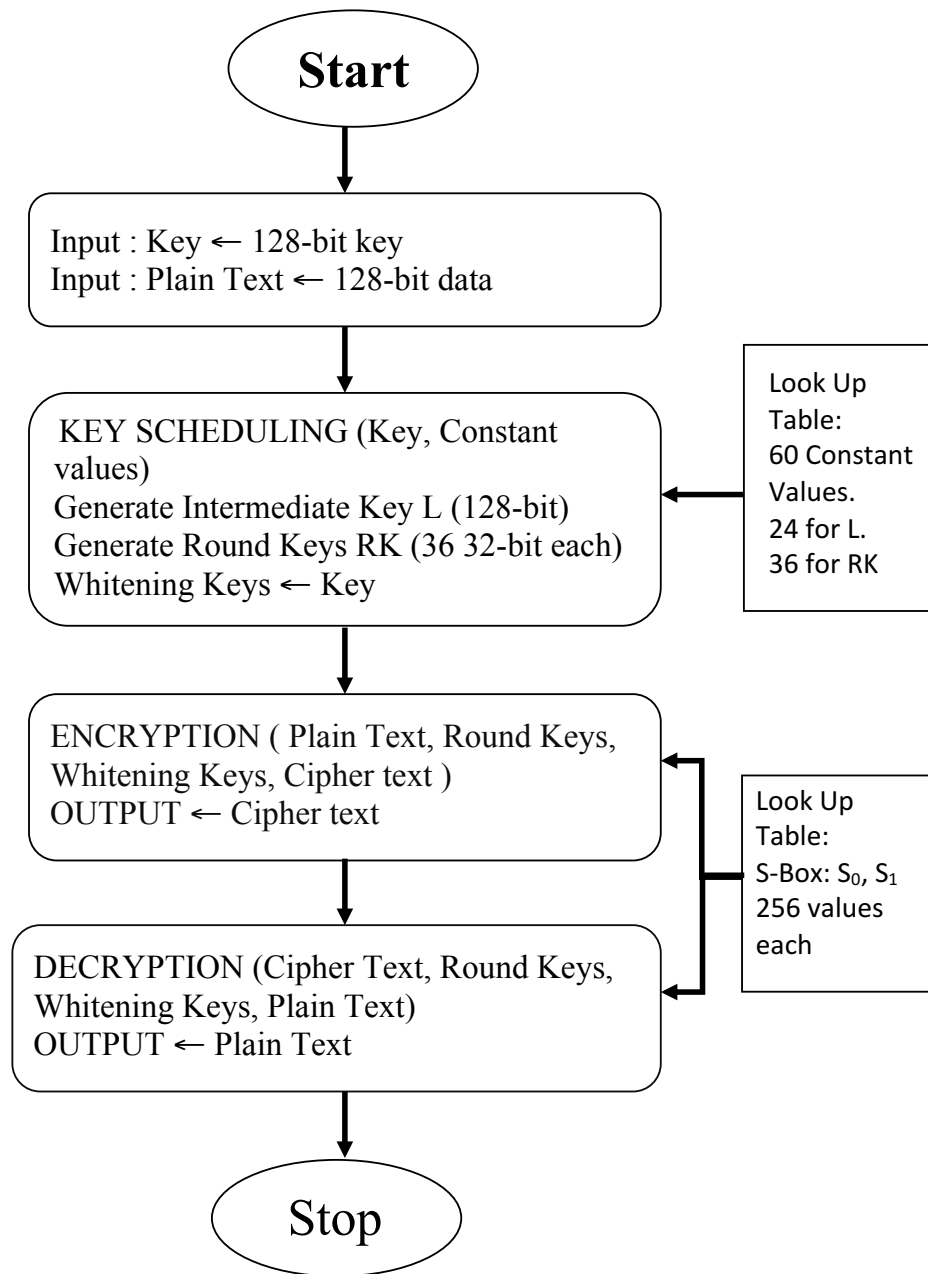 Start
Input : Key ← 128-bit key
Input : Plain Text ← 128-bit data
KEY SCHEDULING (Key, Constant
values)
Generate Intermediate Key L (128-bit)
Generate Round Keys RK (36 32-bit each)
Whitening Keys ← Key
Look Up
Table:
60 Constant
Values.
24 for L.
36 for RK
ENCRYPTION ( Plain Text, Round Keys,
Whitening Keys, Cipher text )
OUTPUT ← Cipher text
Look Up
Table:
S-Box: S₀, S₁
256 values
each
DECRYPTION (Cipher Text, Round Keys,
Whitening Keys, Plain Text)
OUTPUT ← Plain Text
Stop